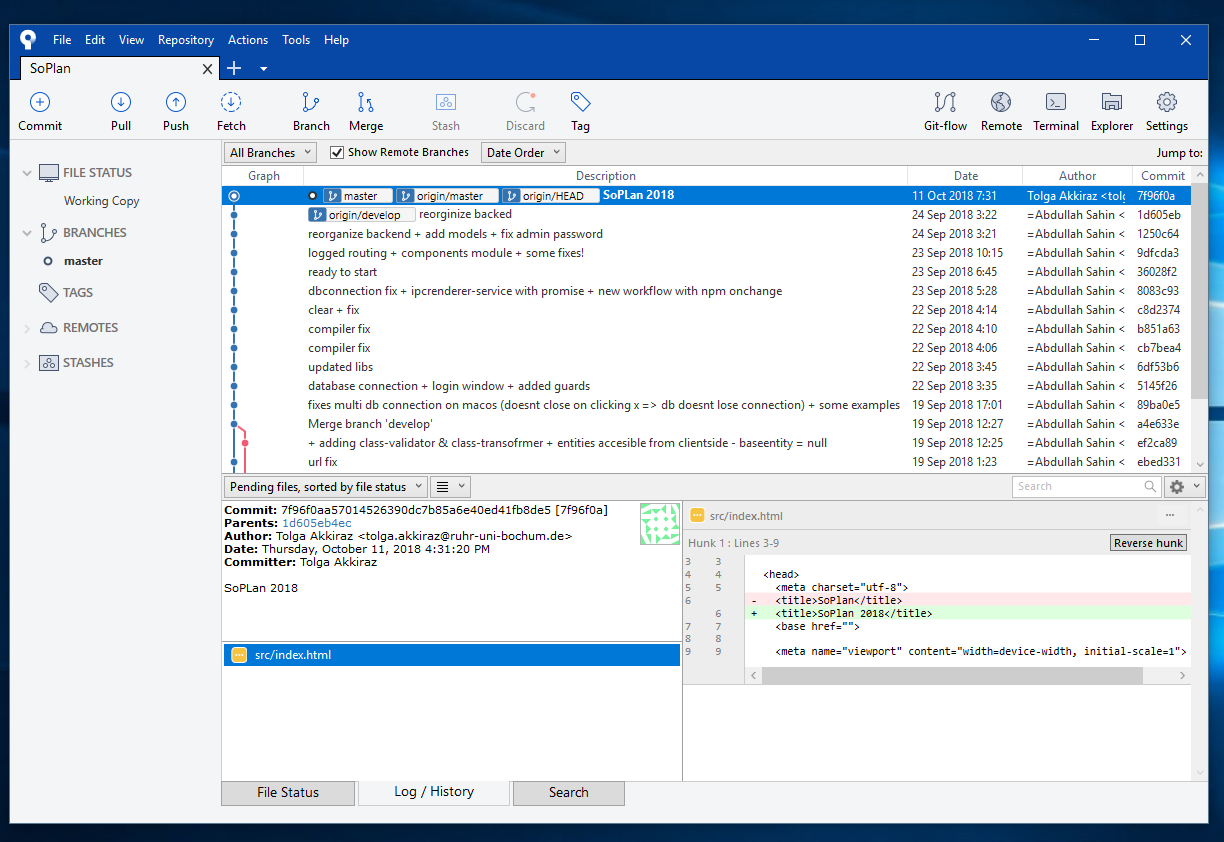 File Edit View Repository Actions Tools Help
SoPlan
Commit Pull Push Fetch Branch Merge Stash Discard Tag Git-flow Remote Terminal Explorer Settings
All Branches Show Remote Branches Date Order Jump to:
Graph Description Date Author Commit
master origin/master origin/HEAD SoPLan 2018 11 Oct 2018 7:31 Tolga Akkiraz <tolg 7f96f0a
origin/develop reorginize backed 24 Sep 2018 3:22 =Abdullah Sahin < 1d605eb
reorganize backend + add models + fix admin password 24 Sep 2018 3:21 =Abdullah Sahin < 1250c64
logged routing + components module + some fixes! 23 Sep 2018 10:15 =Abdullah Sahin < 9dfcda3
ready to start 23 Sep 2018 6:45 =Abdullah Sahin < 36028f2
dbconnection fix + ipcrenderer-service with promise + new workflow with npm onchange 23 Sep 2018 5:28 =Abdullah Sahin < 8083c93
clear + fix 22 Sep 2018 4:14 =Abdullah Sahin < c8d2374
compiler fix 22 Sep 2018 4:10 =Abdullah Sahin < b851a63
compiler fix 22 Sep 2018 4:06 =Abdullah Sahin < cb7bea4
updated libs 22 Sep 2018 3:45 =Abdullah Sahin < 6df53b6
database connection + login window + added guards 22 Sep 2018 3:35 =Abdullah Sahin < 5145f26
fixes multi db connection on macos (doesnt close on clicking x => db doesnt lose connection) + some examples 19 Sep 2018 17:01 =Abdullah Sahin < 89ba0e5
Merge branch 'develop' 19 Sep 2018 12:27 =Abdullah Sahin < a4e633e
+ adding class-validator & class-transofrmer + entities accesible from clientside - baseentity = null 19 Sep 2018 12:25 =Abdullah Sahin < ef2ca89
url fix 19 Sep 2018 1:23 =Abdullah Sahin < ebed331
FILE STATUS
Working Copy
BRANCHES
master
TAGS
REMOTES
STASHES
Pending files, sorted by file status Search
Commit: 7f96f0aa57014526390dc7b85a6e40ed41fb8de5 [7f96f0a]
Parents: 1d605eb4ec
Author: Tolga Akkiraz <tolga.akkiraz@ruhr-uni-bochum.de>
Date: Thursday, October 11, 2018 4:31:20 PM
Committer: Tolga Akkiraz
SoPLan 2018
src/index.html
src/index.html ...
Hunk 1 : Lines 3-9 Reverse hunk
3 3
4 4 <head>
5 5 <meta charset="utf-8">
6 - <title>SoPlan</title>
6 + <title>SoPlan 2018</title>
7 7 <base href="">
8 8
9 9 <meta name="viewport" content="width=device-width, initial-scale=1">
File Status Log / History Search